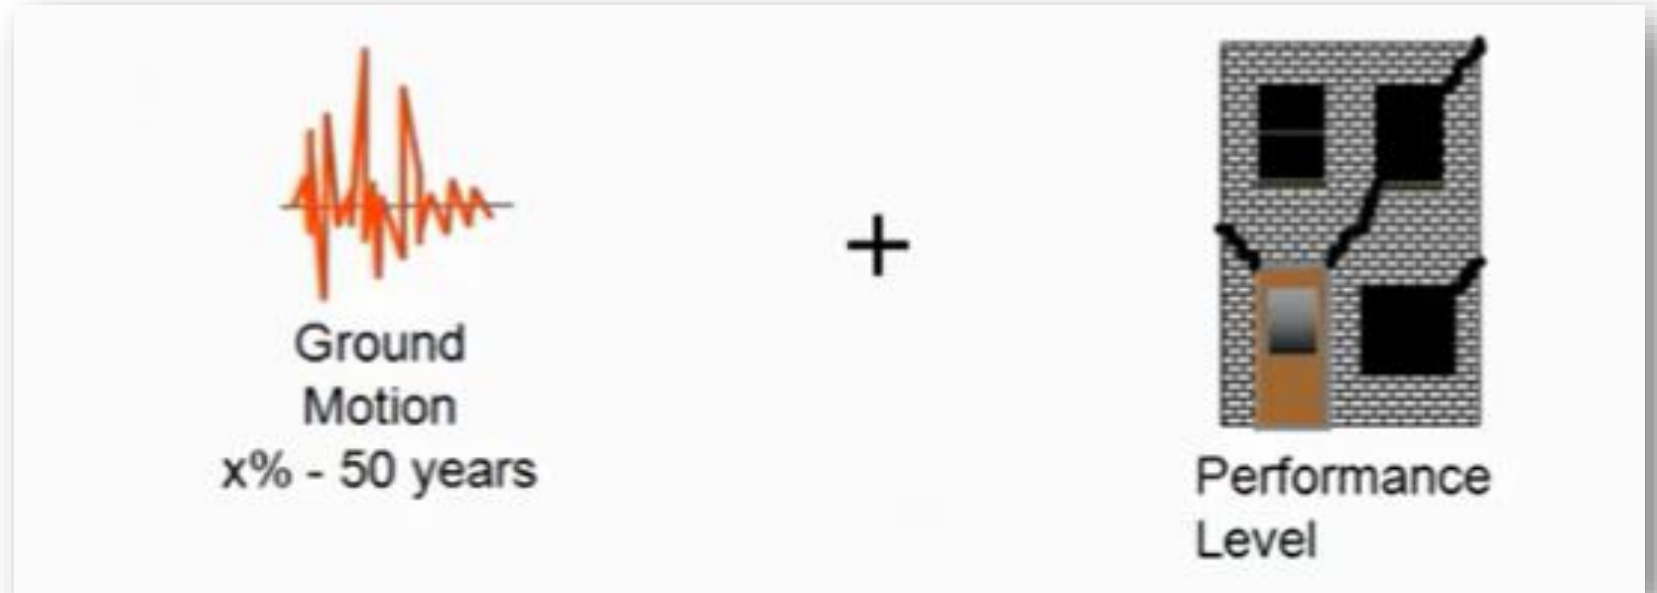 Ground
Motion
x% - 50 years
+
Performance
Level